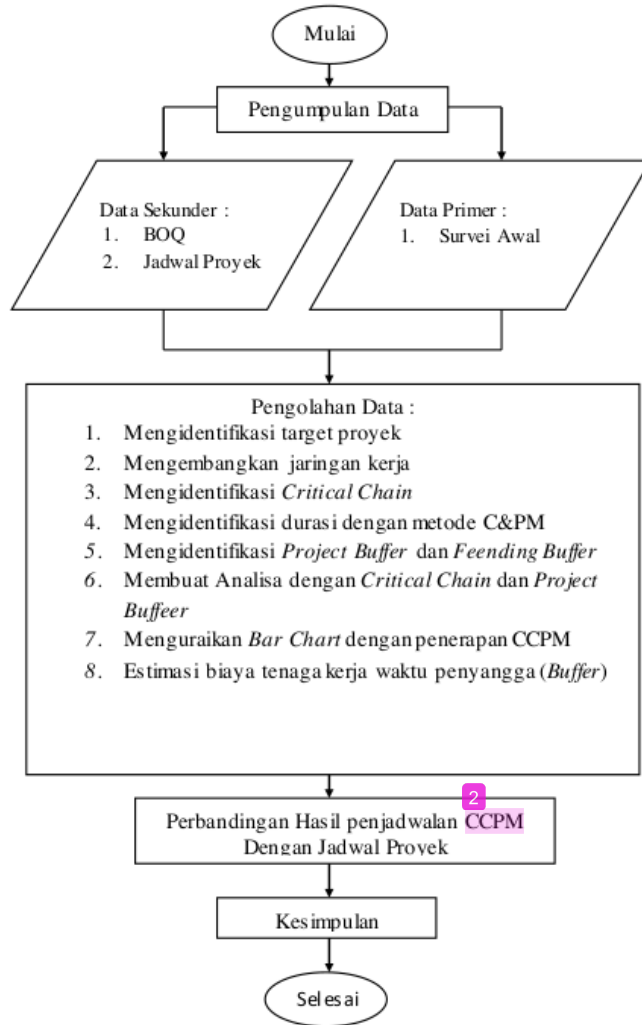 Mulai
Pengumpulan Data
Data Sekunder :
1. BOQ
2. Jadwal Proyek
Data Primer :
1. Survei Awal
Pengolahan Data :
1. Mengidentifikasi target proyek
2. Mengembangkan jaringan kerja
3. Mengidentifikasi Critical Chain
4. Mengidentifikasi durasi dengan metode C&PM
5. Mengidentifikasi Project Buffer dan Feending Buffer
6. Membuat Analisa dengan Critical Chain dan Project
Buffeer
7. Menguraikan Bar Chart dengan penerapan CCPM
8. Estimasi biaya tenaga kerja waktu penyangga (Buffer)
2
Perbandingan Hasil penjadwalan CCPM
Dengan Jadwal Proyek
Kesimpulan
Selesai